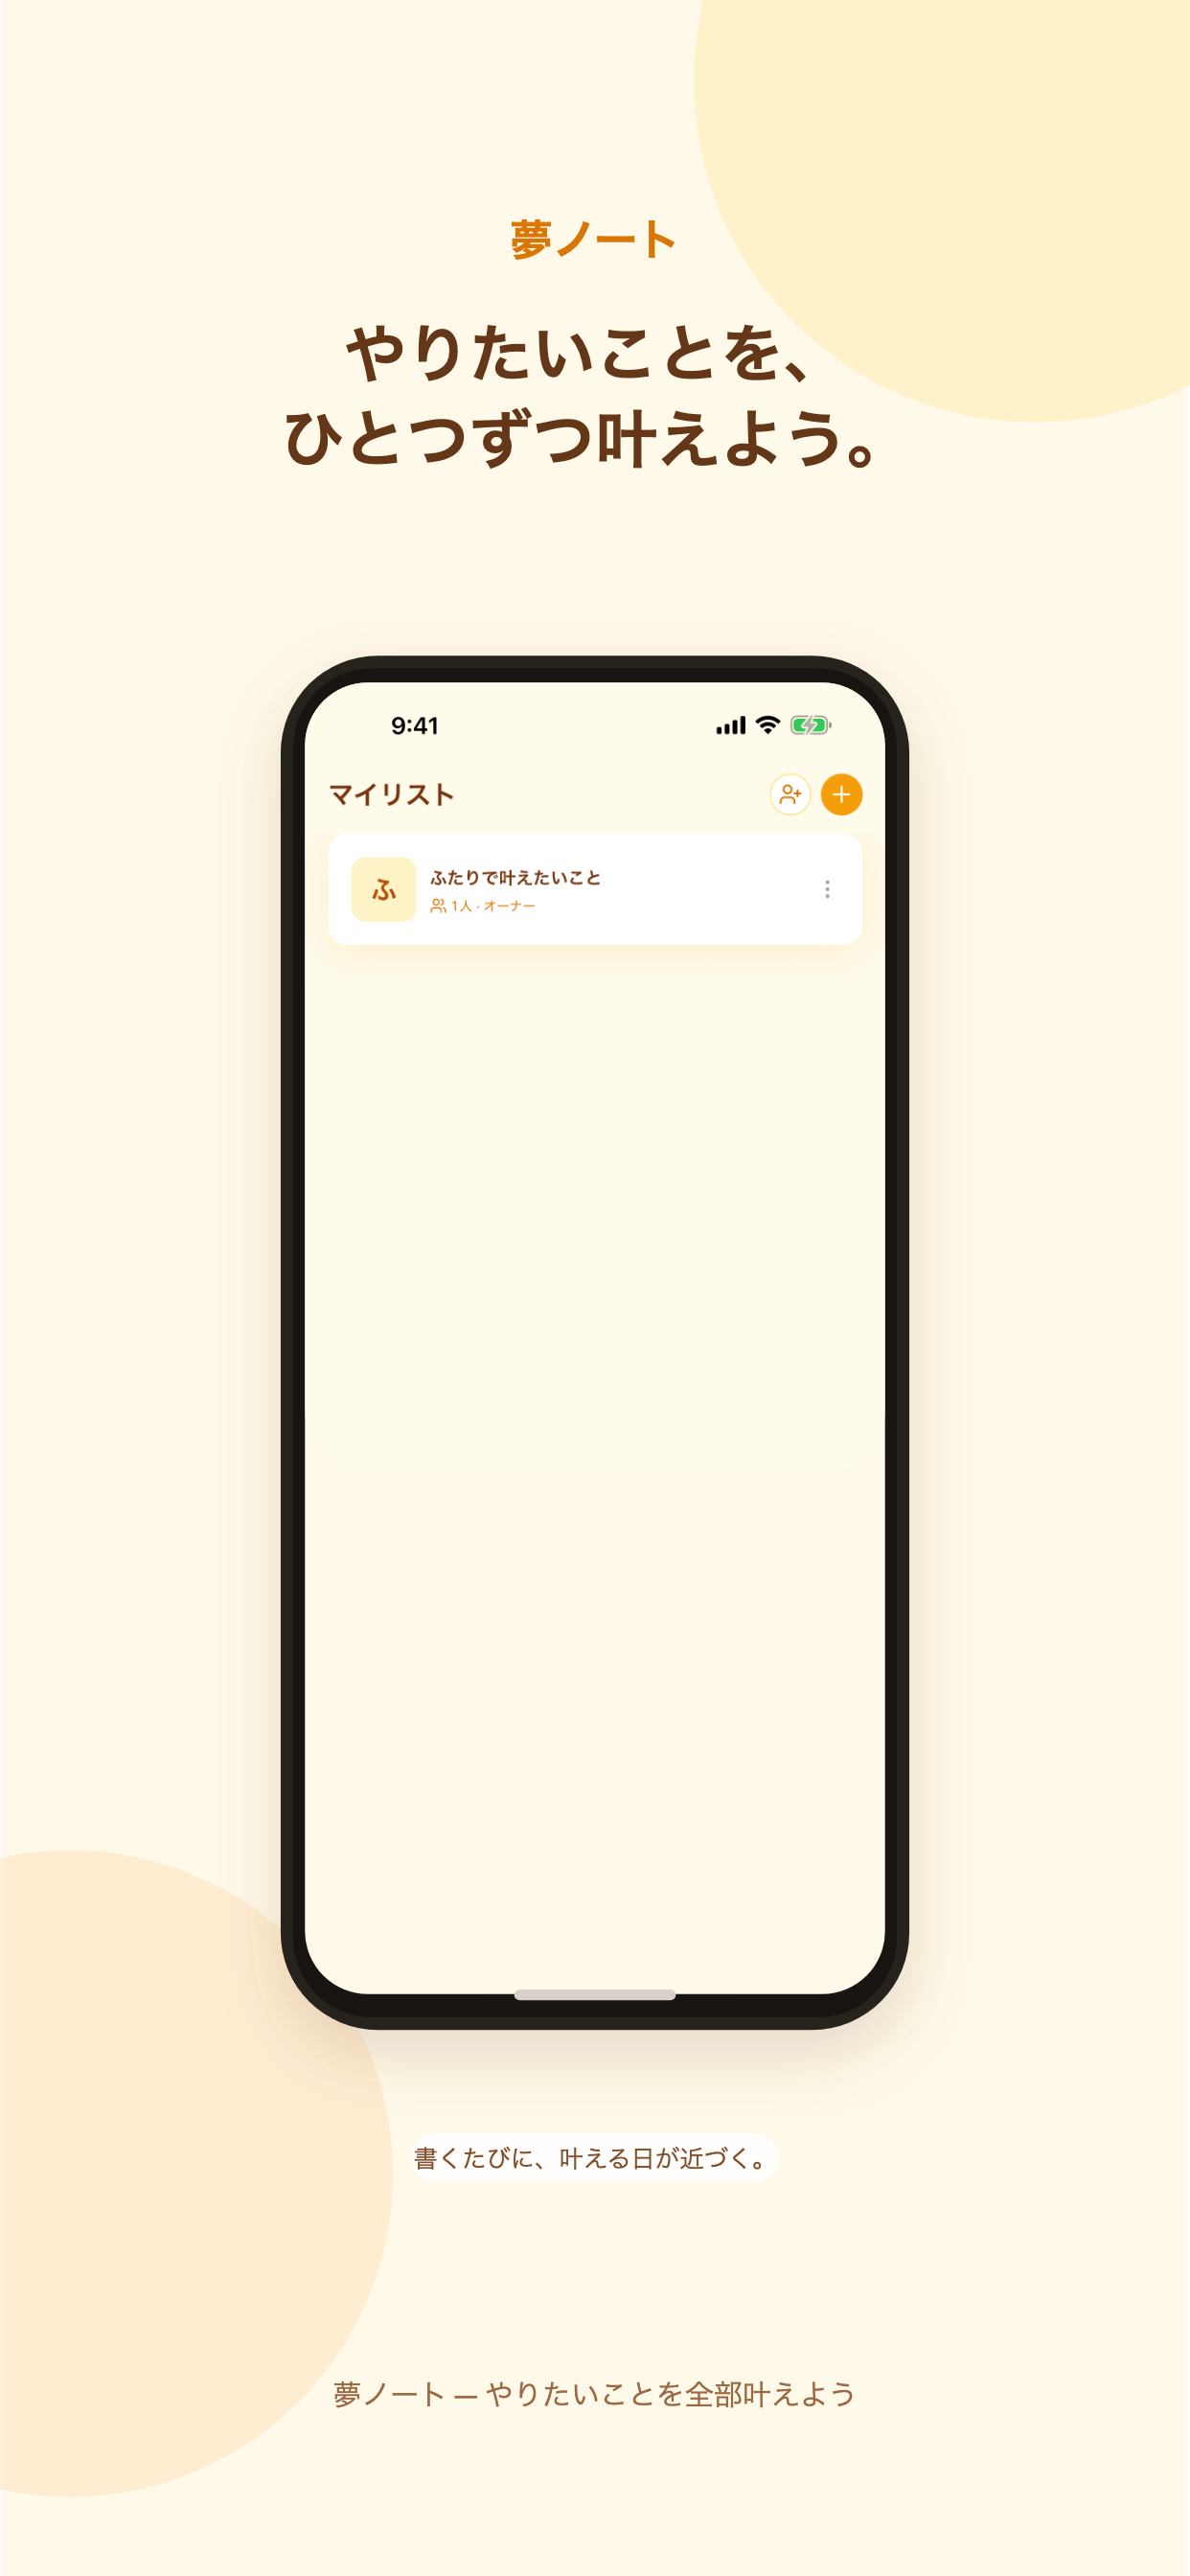 夢ノート
やりたいことを、
ひとつずつ叶えよう。
9:41
マイリスト
ふ
ふたりで叶えたいこと
1人・オーナー
書くたびに、叶える日が近づく。
夢ノート — やりたいことを全部叶えよう